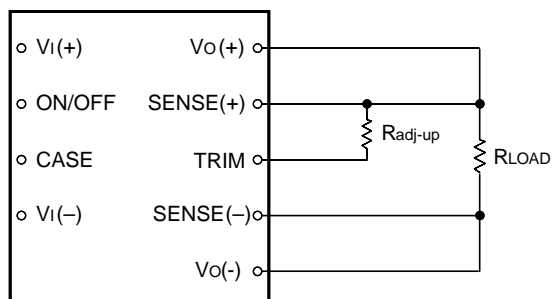 VI(+) VO(+)
ON/OFF SENSE(+)
Radj-up
RLOAD
CASE TRIM
VI(–) SENSE(–)
VO(-)